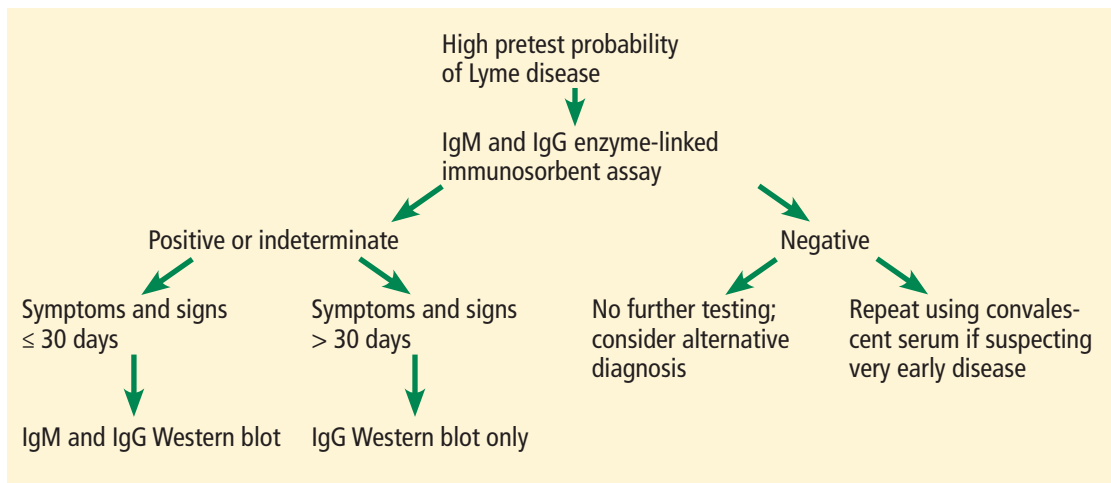 High pretest probability
of Lyme disease
IgM and IgG enzyme-linked
immunosorbent assay
Positive or indeterminate
Negative
Symptoms and signs
≤ 30 days
Symptoms and signs
> 30 days
No further testing;
consider alternative
diagnosis
Repeat using convales-
cent serum if suspecting
very early disease
IgM and IgG Western blot
IgG Western blot only